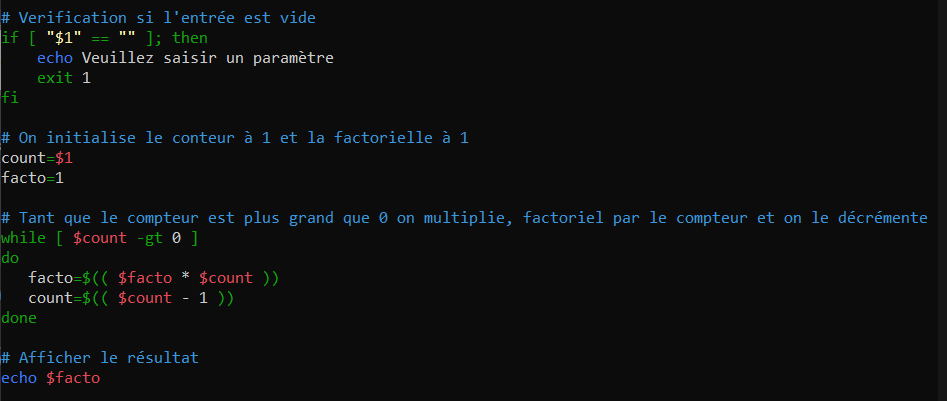 # Verification si l'entrée est vide
if [ "$1" == "" ]; then
    echo Veuillez saisir un paramètre
    exit 1
fi
# On initialise le conteur à 1 et la factorielle à 1
count=$1
facto=1
# Tant que le compteur est plus grand que 0 on multiplie, factoriel par le compteur et on le décrémente
while [ $count -gt 0 ]
do
   facto=$(( $facto * $count ))
   count=$(( $count - 1 ))
done
# Afficher le résultat
echo $facto